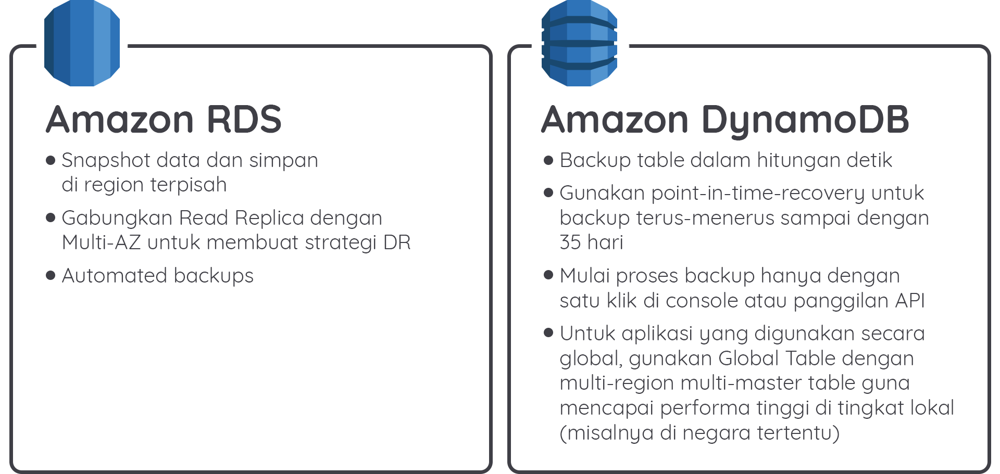 Amazon RDS
• Snapshot data dan simpan
di region terpisah
• Gabungkan Read Replica dengan
Multi-AZ untuk membuat strategi DR
• Automated backups
Amazon DynamoDB
• Backup table dalam hitungan detik
• Gunakan point-in-time-recovery untuk
backup terus-menerus sampai dengan
35 hari
• Mulai proses backup hanya dengan
satu klik di console atau panggilan API
• Untuk aplikasi yang digunakan secara
global, gunakan Global Table dengan
multi-region multi-master table guna
mencapai performa tinggi di tingkat lokal
(misalnya di negara tertentu)